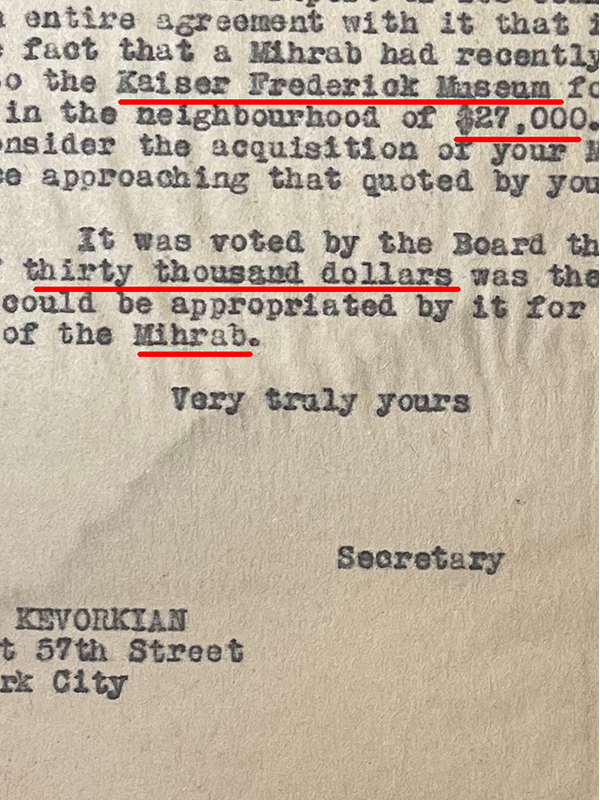 entire agreement with it that
fact that a Mihrab had recently
the Kaiser Frederick Museum fo
in the neighbourhood of $27,000.
nsider the acquisition of your M
e approaching that quoted by you
It was voted by the Board th
thirty thousand dollars was the
could be appropriated by it for
of the Mihrab.
Very truly yours
Secretary
KEVORKIAN
t 57th Street
rk City